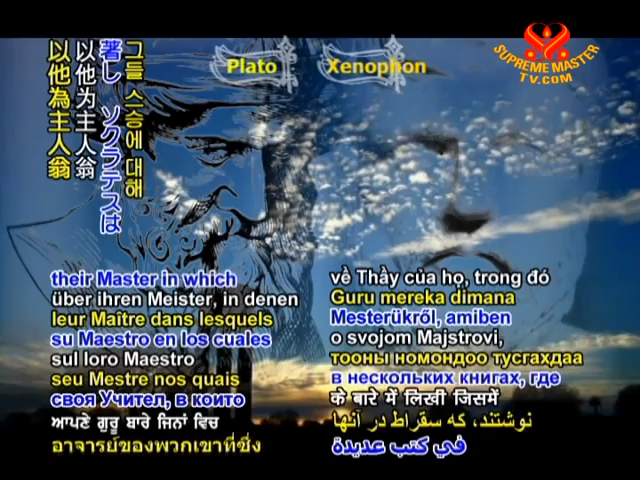 Plato
Xenophon
SUPREME MASTER
TV.COM
그들 스승에 대해
著し ソクラテスは
以他为主人翁
以他為主人翁
their Master in which
über ihren Meister, in denen
leur Maître dans lesquels
su Maestro en los cuales
sul loro Maestro
seu Mestre nos quais
своя Учител, в които
ਆਪਣੇ ਗੁਰੂ ਬਾਰੇ ਜਿਨਾਂ ਵਿਚ
อาจารย์ของพวกเขาที่ซึ่ง
về Thầy của họ, trong đó
Guru mereka dimana
Mesterükről, amiben
o svojom Majstrovi,
тооны номондоо тусгахдаа
в нескольких книгах, где
के बारे में लिखी जिसमें
نوشتند، که سقراط در آنها
في كتب عديدة